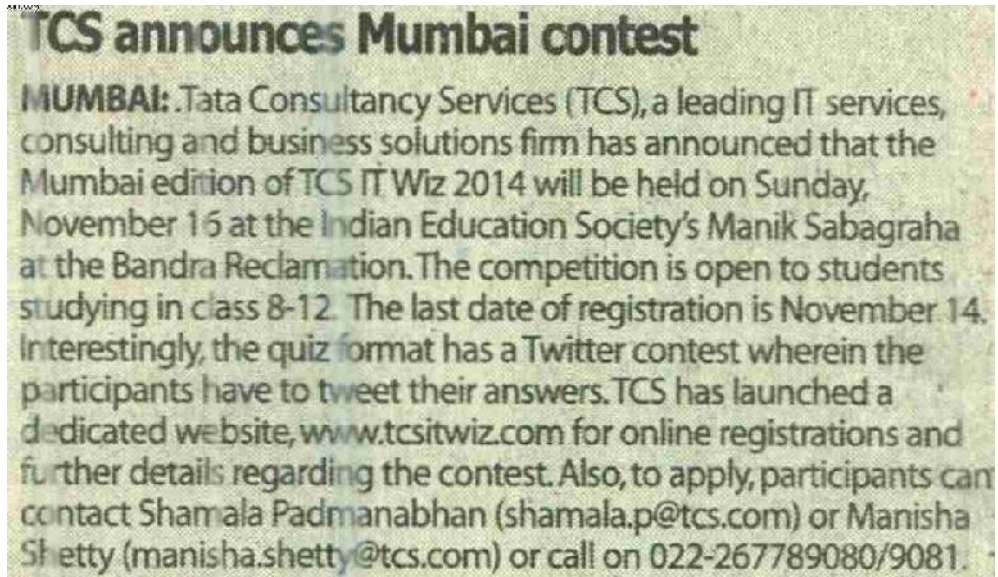 TCS announces Mumbai contest
MUMBAI: Tata Consultancy Services (TCS), a leading IT services,
consulting and business solutions firm has announced that the
Mumbai edition of TCS IT Wiz 2014 will be held on Sunday,
November 16 at the Indian Education Society's Manik Sabagraha
at the Bandra Reclamation. The competition is open to students
studying in class 8-12. The last date of registration is November 14.
Interestingly, the quiz format has a Twitter contest wherein the
participants have to tweet their answers. TCS has launched a
dedicated website, www.tcsitwiz.com for online registrations and
further details regarding the contest. Also, to apply, participants can
contact Shamala Padmanabhan (shamala.p@tcs.com) or Manisha
Shetty (manisha.shetty@tcs.com) or call on 022-267789080/9081.